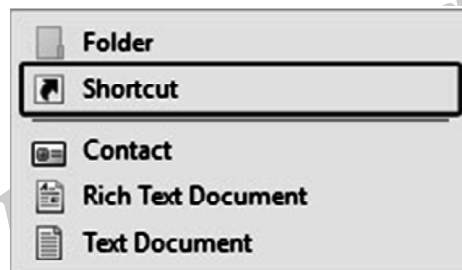 Folder
Shortcut
Contact
Rich Text Document
Text Document